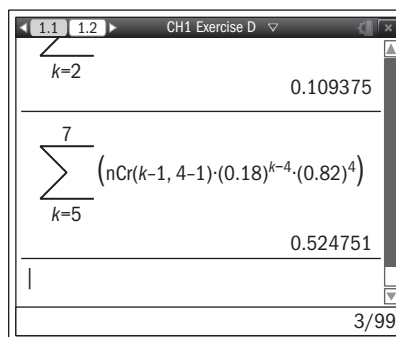 1.1 1.2 CH1 Exercise D
k=2
0.109375
7
∑ (nCr(k–1, 4–1)·(0.18)^{k–4}·(0.82)^4)
k=5
0.524751
3/99